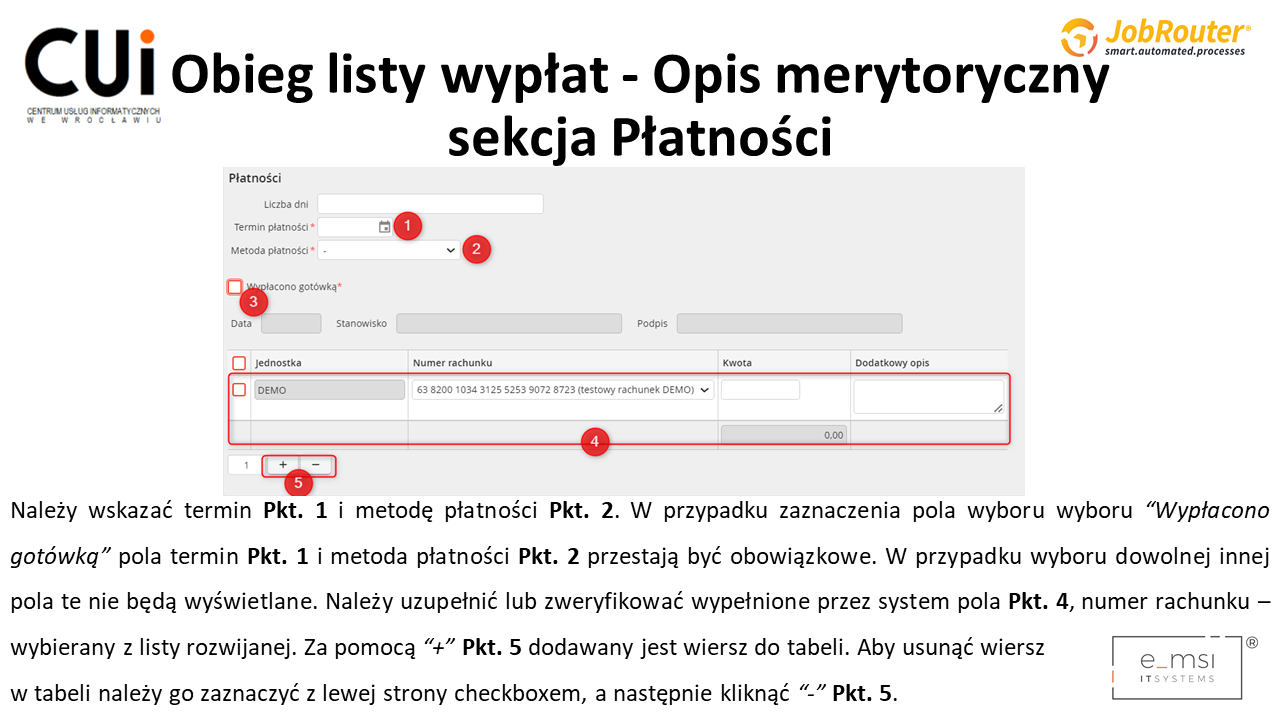 CUi
CENTRUM USŁUG INFORMATYCZNYCH
WE WROCŁAWIU
JobRouter®
smart.automated.processes
Obieg listy wypłat - Opis merytoryczny
sekcja Płatności
Płatności
Liczba dni
Termin płatności * 1
Metoda płatności * - 2
Wypłacono gotówką*
3
Data Stanowisko Podpis
Jednostka Numer rachunku Kwota Dodatkowy opis
DEMO 63 8200 1034 3125 5253 9072 8723 (testowy rachunek DEMO)
0,00
4
1 + −
5
Należy wskazać termin Pkt. 1 i metodę płatności Pkt. 2. W przypadku zaznaczenia pola wyboru wyboru “Wypłacono
gotówką” pola termin Pkt. 1 i metoda płatności Pkt. 2 przestają być obowiązkowe. W przypadku wyboru dowolnej innej
pola te nie będą wyświetlane. Należy uzupełnić lub zweryfikować wypełnione przez system pola Pkt. 4, numer rachunku –
wybierany z listy rozwijanej. Za pomocą “+” Pkt. 5 dodawany jest wiersz do tabeli. Aby usunąć wiersz
w tabeli należy go zaznaczyć z lewej strony checkboxem, a następnie kliknąć “-” Pkt. 5.
e_msi ®
ITSYSTEMS